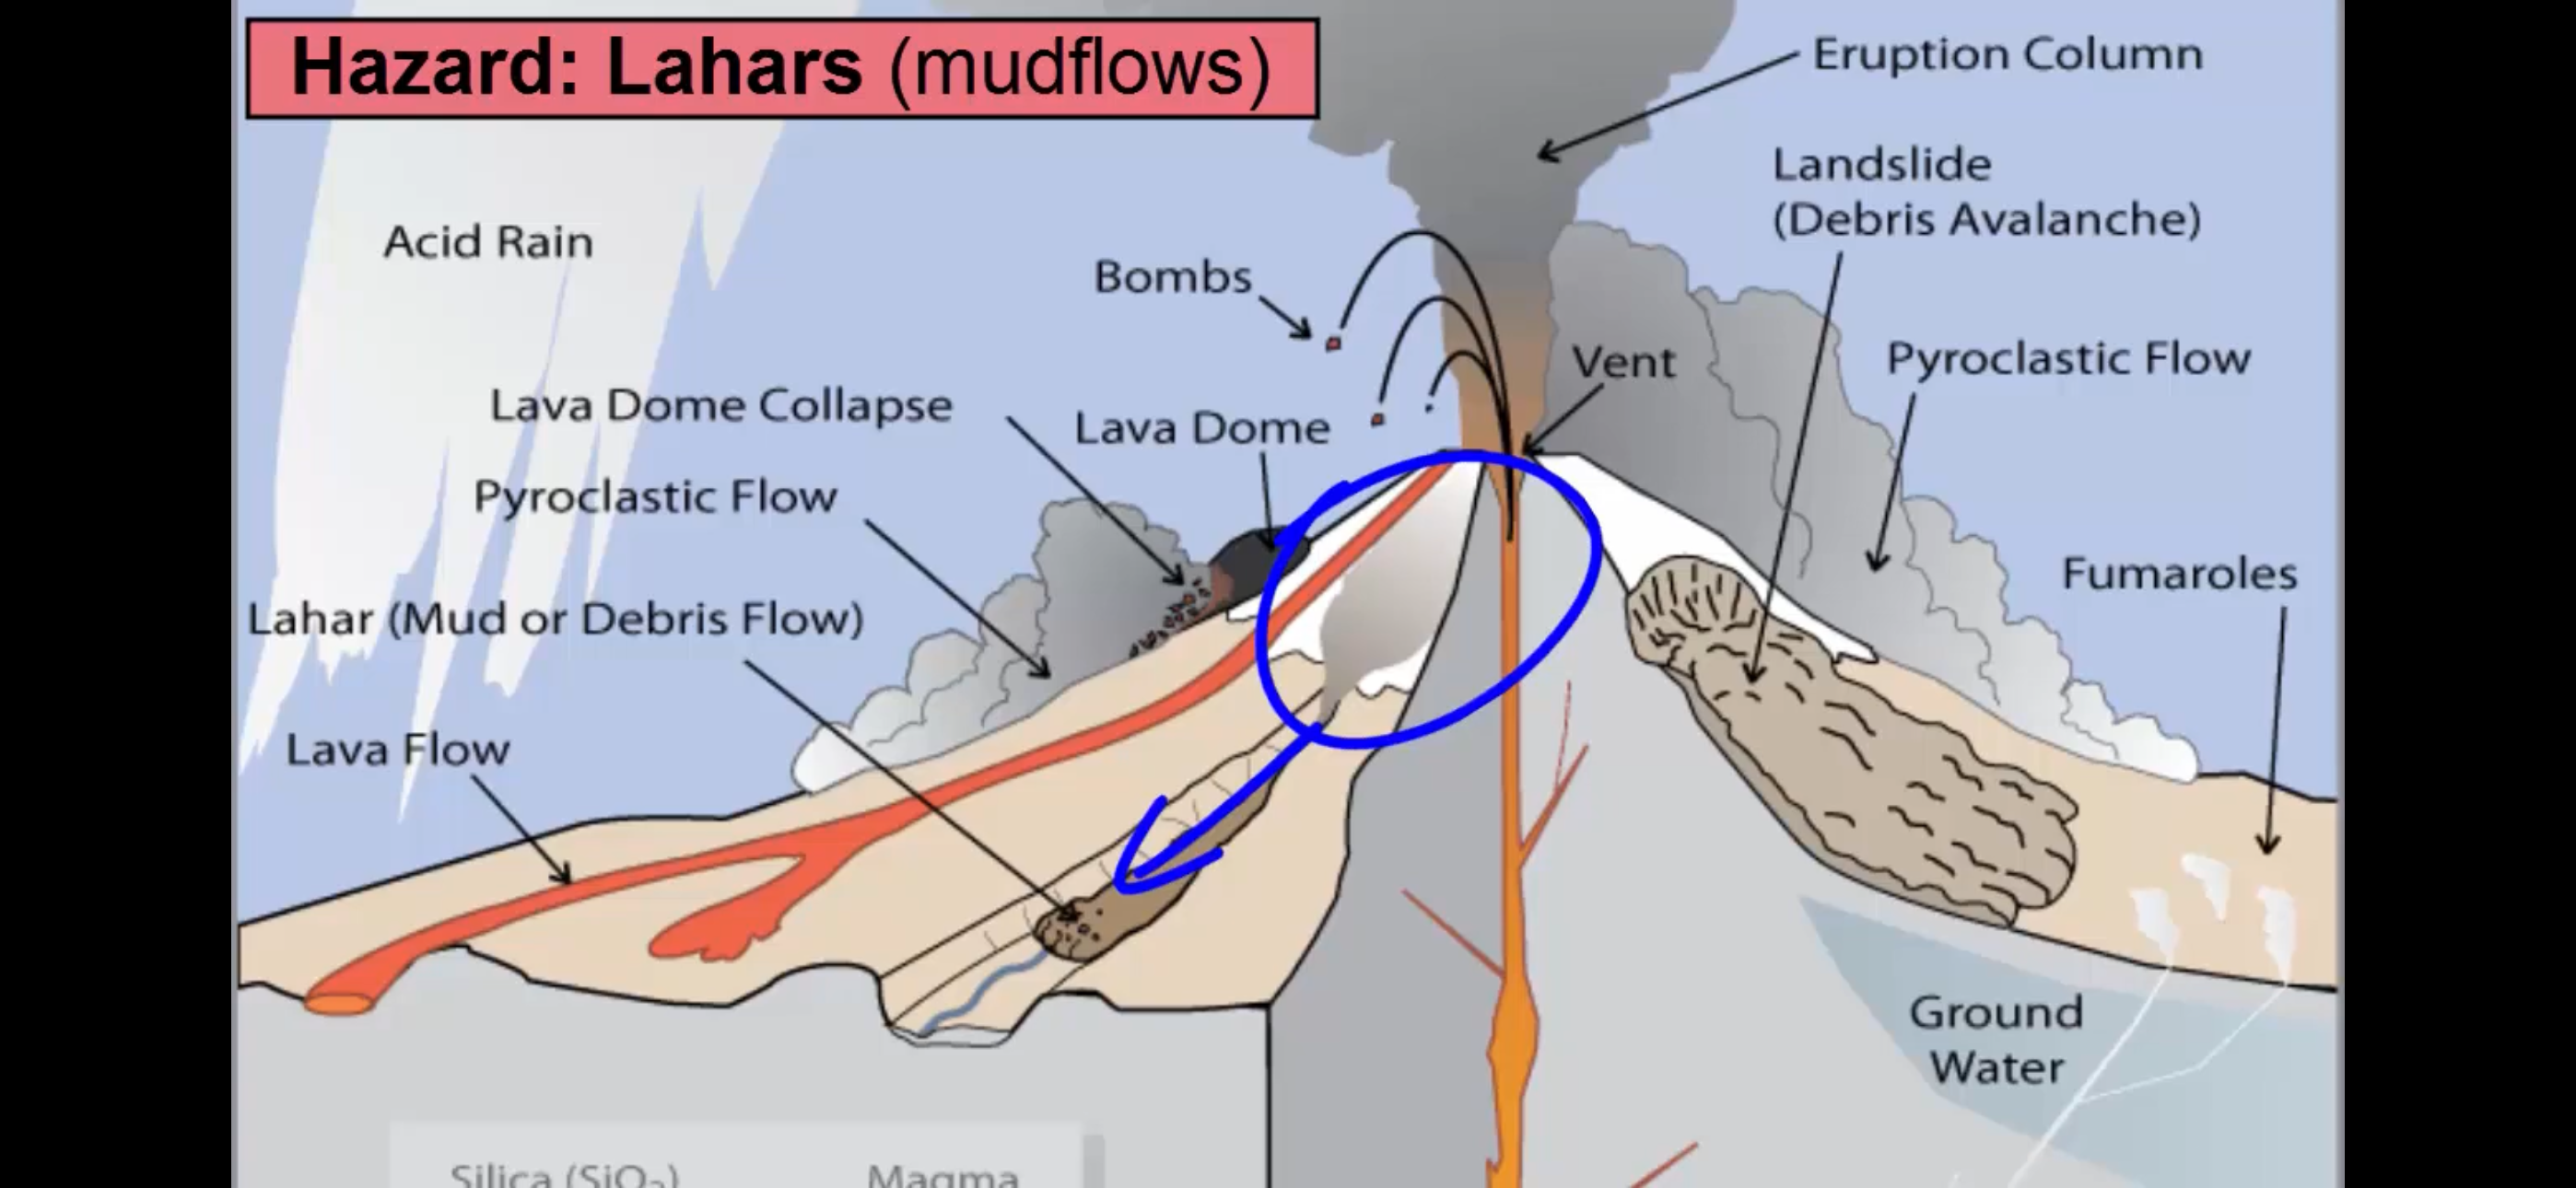 Hazard: Lahars (mudflows)
Eruption Column
Landslide
(Debris Avalanche)
Acid Rain
Bombs
Vent
Pyroclastic Flow
Lava Dome Collapse
Lava Dome
Pyroclastic Flow
Fumaroles
Lahar (Mud or Debris Flow)
Lava Flow
Ground
Water
Silica (SiO₂)
Magma